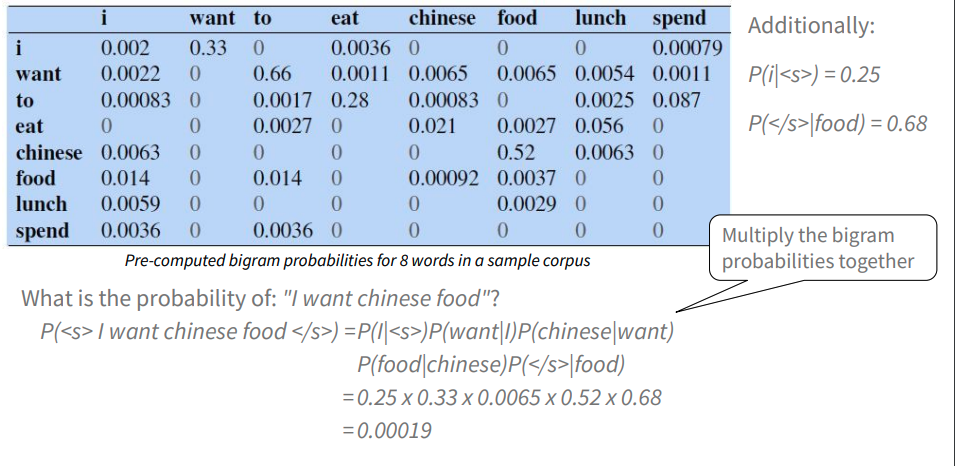 i want to eat chinese food lunch spend
i 0.002 0.33 0 0.0036 0 0 0 0.00079
want 0.0022 0 0.66 0.0011 0.0065 0.0065 0.0054 0.0011
to 0.00083 0 0.0017 0.28 0.00083 0 0.0025 0.087
eat 0 0 0.0027 0 0.021 0.0027 0.056 0
chinese 0.0063 0 0 0 0 0.52 0.0063 0
food 0.014 0 0.014 0 0.00092 0.0037 0 0
lunch 0.0059 0 0 0 0 0.0029 0 0
spend 0.0036 0 0.0036 0 0 0 0 0
Pre-computed bigram probabilities for 8 words in a sample corpus
Additionally:
P(i|<s>) = 0.25
P(</s>|food) = 0.68
Multiply the bigram
probabilities together
What is the probability of: "I want chinese food"?
P(<s> I want chinese food </s>) =P(I|<s>)P(want|I)P(chinese|want)
P(food|chinese)P(</s>|food)
= 0.25 x 0.33 x 0.0065 x 0.52 x 0.68
= 0.00019